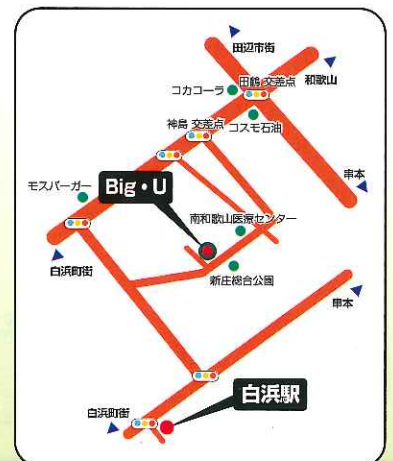 田辺市街
和歌山
田鶴 交差点
コカコーラ
コスモ石油
神島 交差点
モスバーガー
Big・U
串本
南和歌山医療センター
白浜町街
新庄総合公園
串本
白浜駅
白浜町街